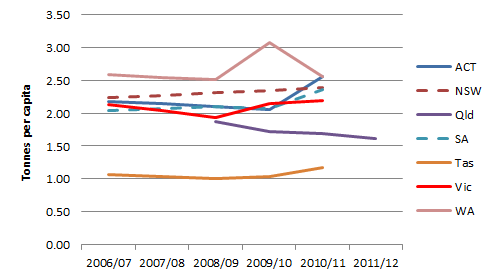 3.50
3.00
2.50
2.00
1.50
1.00
0.50
0.00
Tonnes per capita
2006/07 2007/08 2008/09 2009/10 2010/11 2011/12
ACT
NSW
Qld
SA
Tas
Vic
WA